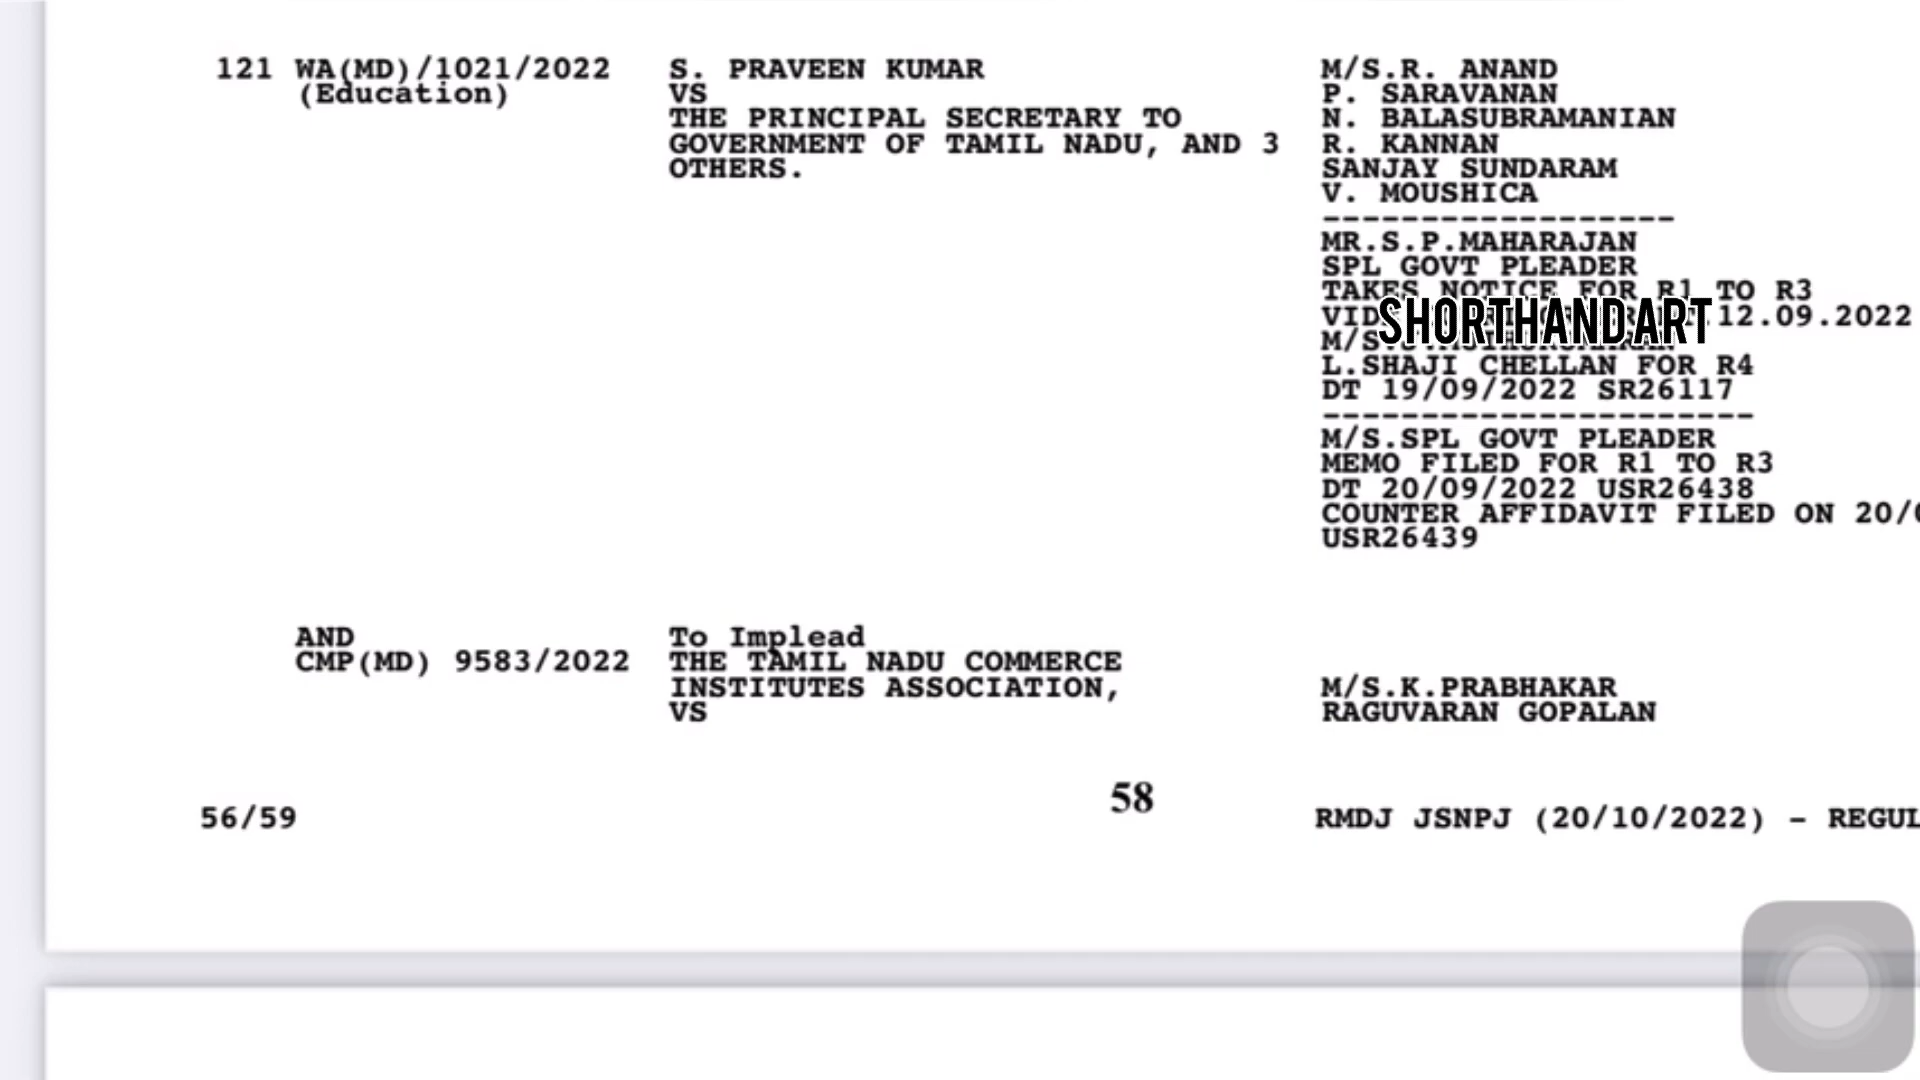 121 WA(MD)/1021/2022
(Education)
S. PRAVEEN KUMAR
VS
THE PRINCIPAL SECRETARY TO
GOVERNMENT OF TAMIL NADU, AND 3
OTHERS.
M/S.R. ANAND
P. SARAVANAN
N. BALASUBRAMANIAN
R. KANNAN
SANJAY SUNDARAM
V. MOUSHICA
------------------
MR.S.P.MAHARAJAN
SPL GOVT PLEADER
TAKES NOTICE FOR R1 TO R3
12.09.2022
SHORTHANDART
L.SHAJI CHELLAN FOR R4
DT 19/09/2022 SR26117
----------------------
M/S.SPL GOVT PLEADER
MEMO FILED FOR R1 TO R3
DT 20/09/2022 USR26438
COUNTER AFFIDAVIT FILED ON 20/
USR26439
AND
CMP(MD) 9583/2022
To Implead
THE TAMIL NADU COMMERCE
INSTITUTES ASSOCIATION,
VS
M/S.K.PRABHAKAR
RAGUVARAN GOPALAN
58
56/59
RMDJ JSNPJ (20/10/2022) - REGUL